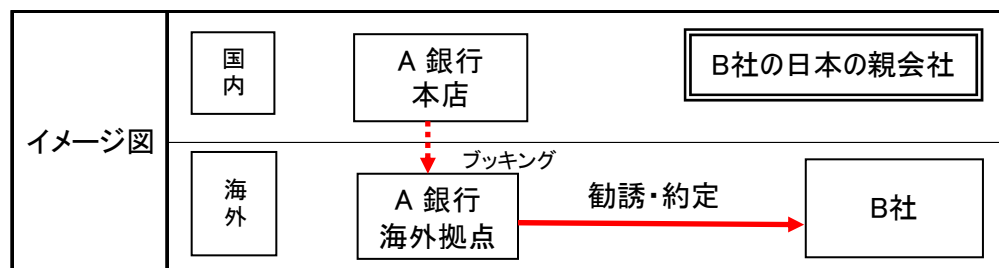 イメージ図
国
内
A 銀行
本店
B社の日本の親会社
ブッキング
海
外
A 銀行
海外拠点
勧誘・約定
B社